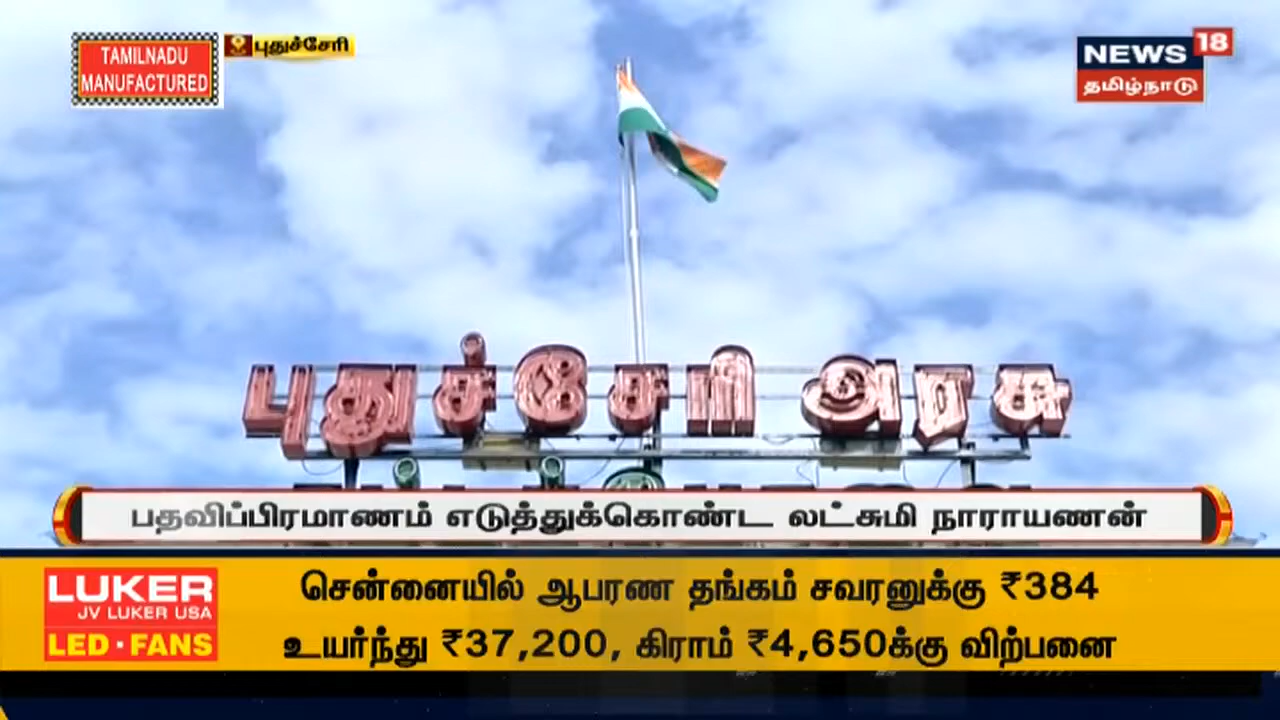 TAMILNADU
MANUFACTURED
புதுச்சேரி
NEWS 18
தமிழ்நாடு
புதுச்சேரி அரசு
பதவிப்பிரமாணம் எடுத்துக்கொண்ட லட்சுமி நாராயணன்
LUKER
JV LUKER USA
LED · FANS
சென்னையில் ஆபரண தங்கம் சவரனுக்கு ₹384
உயர்ந்து ₹37,200, கிராம் ₹4,650க்கு விற்பனை